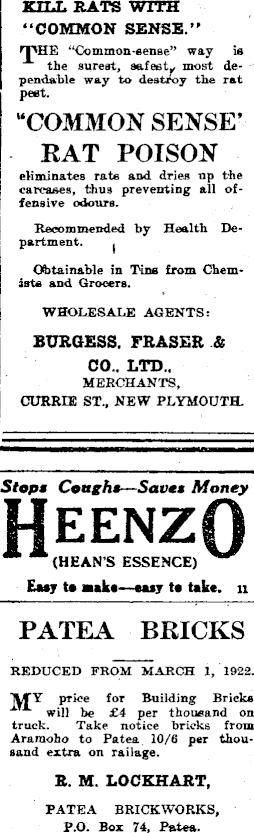 KILL RATS WITH
"COMMON SENSE."
THE "Common-sense" way is
the surest, safest, most de-
pendable way to destroy the rat
pest.
"COMMON SENSE'
RAT POISON
eliminates rats and dries up the
carcases, thus preventing all of-
fensive odours.
Recommended by Health De-
partment.
Obtainable in Tins from Chem-
ists and Grocers.
WHOLESALE AGENTS:
BURGESS, FRASER &
CO., LTD.,
MERCHANTS,
CURRIE ST., NEW PLYMOUTH.
Stops Coughs—Saves Money
HEENZO
(HEAN'S ESSENCE)
Easy to make—easy to take. 11
PATEA BRICKS
REDUCED FROM MARCH 1, 1922.
MY price for Building Bricks
will be £4 per thousand on
truck. Take notice bricks from
Aramoho to Patea 10/6 per thou-
sand extra on railage.
R. M. LOCKHART,
PATEA BRICKWORKS,
P.O. Box 74, Patea.